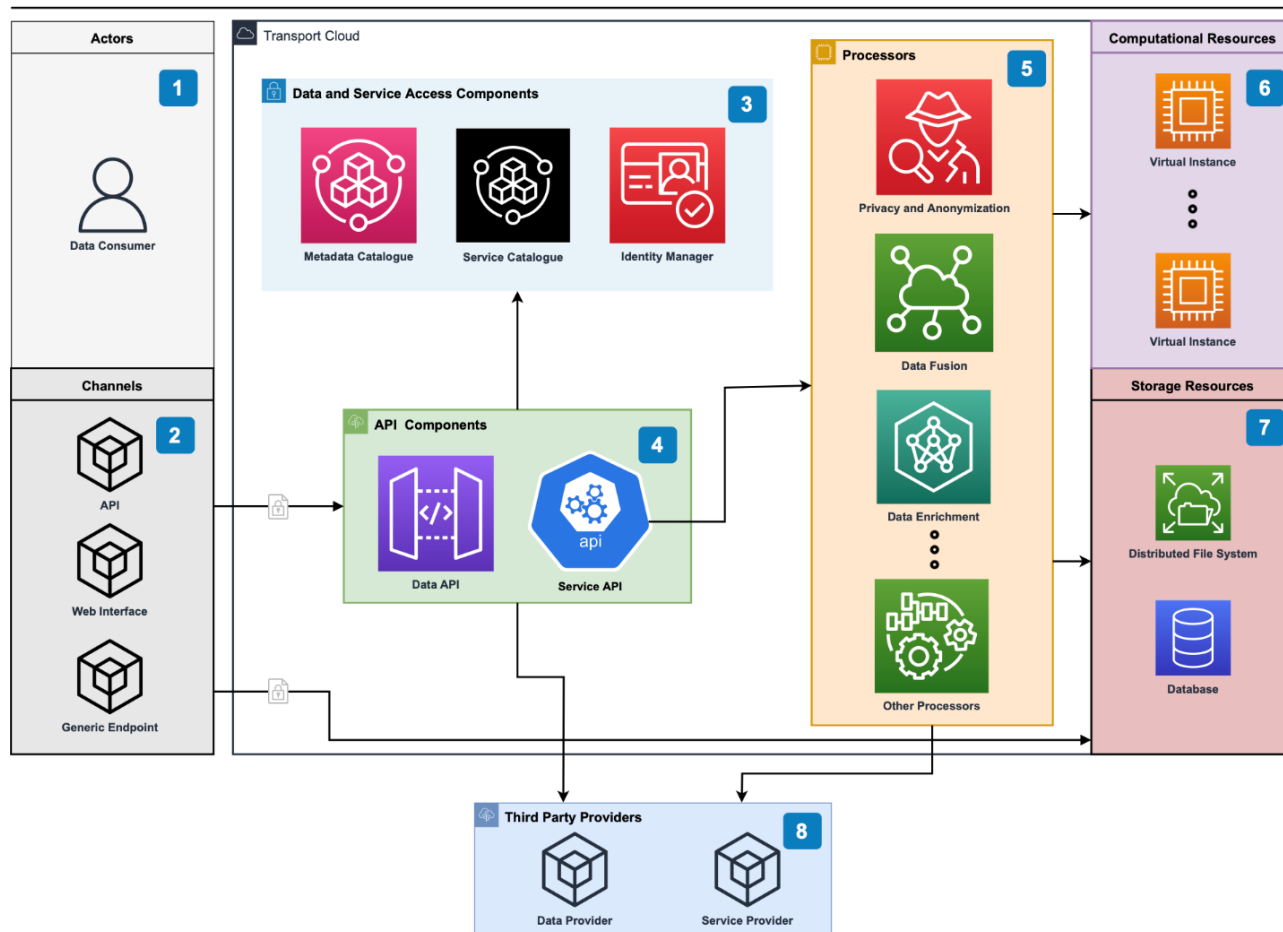 Actors
1
Data Consumer
Channels
2
API
Web Interface
Generic Endpoint
Transport Cloud
Data and Service Access Components
3
Metadata Catalogue
Service Catalogue
Identity Manager
API Components
4
</>
Data API
api
Service API
Processors
5
Privacy and Anonymization
Data Fusion
Data Enrichment
Other Processors
Computational Resources
6
Virtual Instance
Virtual Instance
Storage Resources
7
Distributed File System
Database
Third Party Providers
8
Data Provider
Service Provider